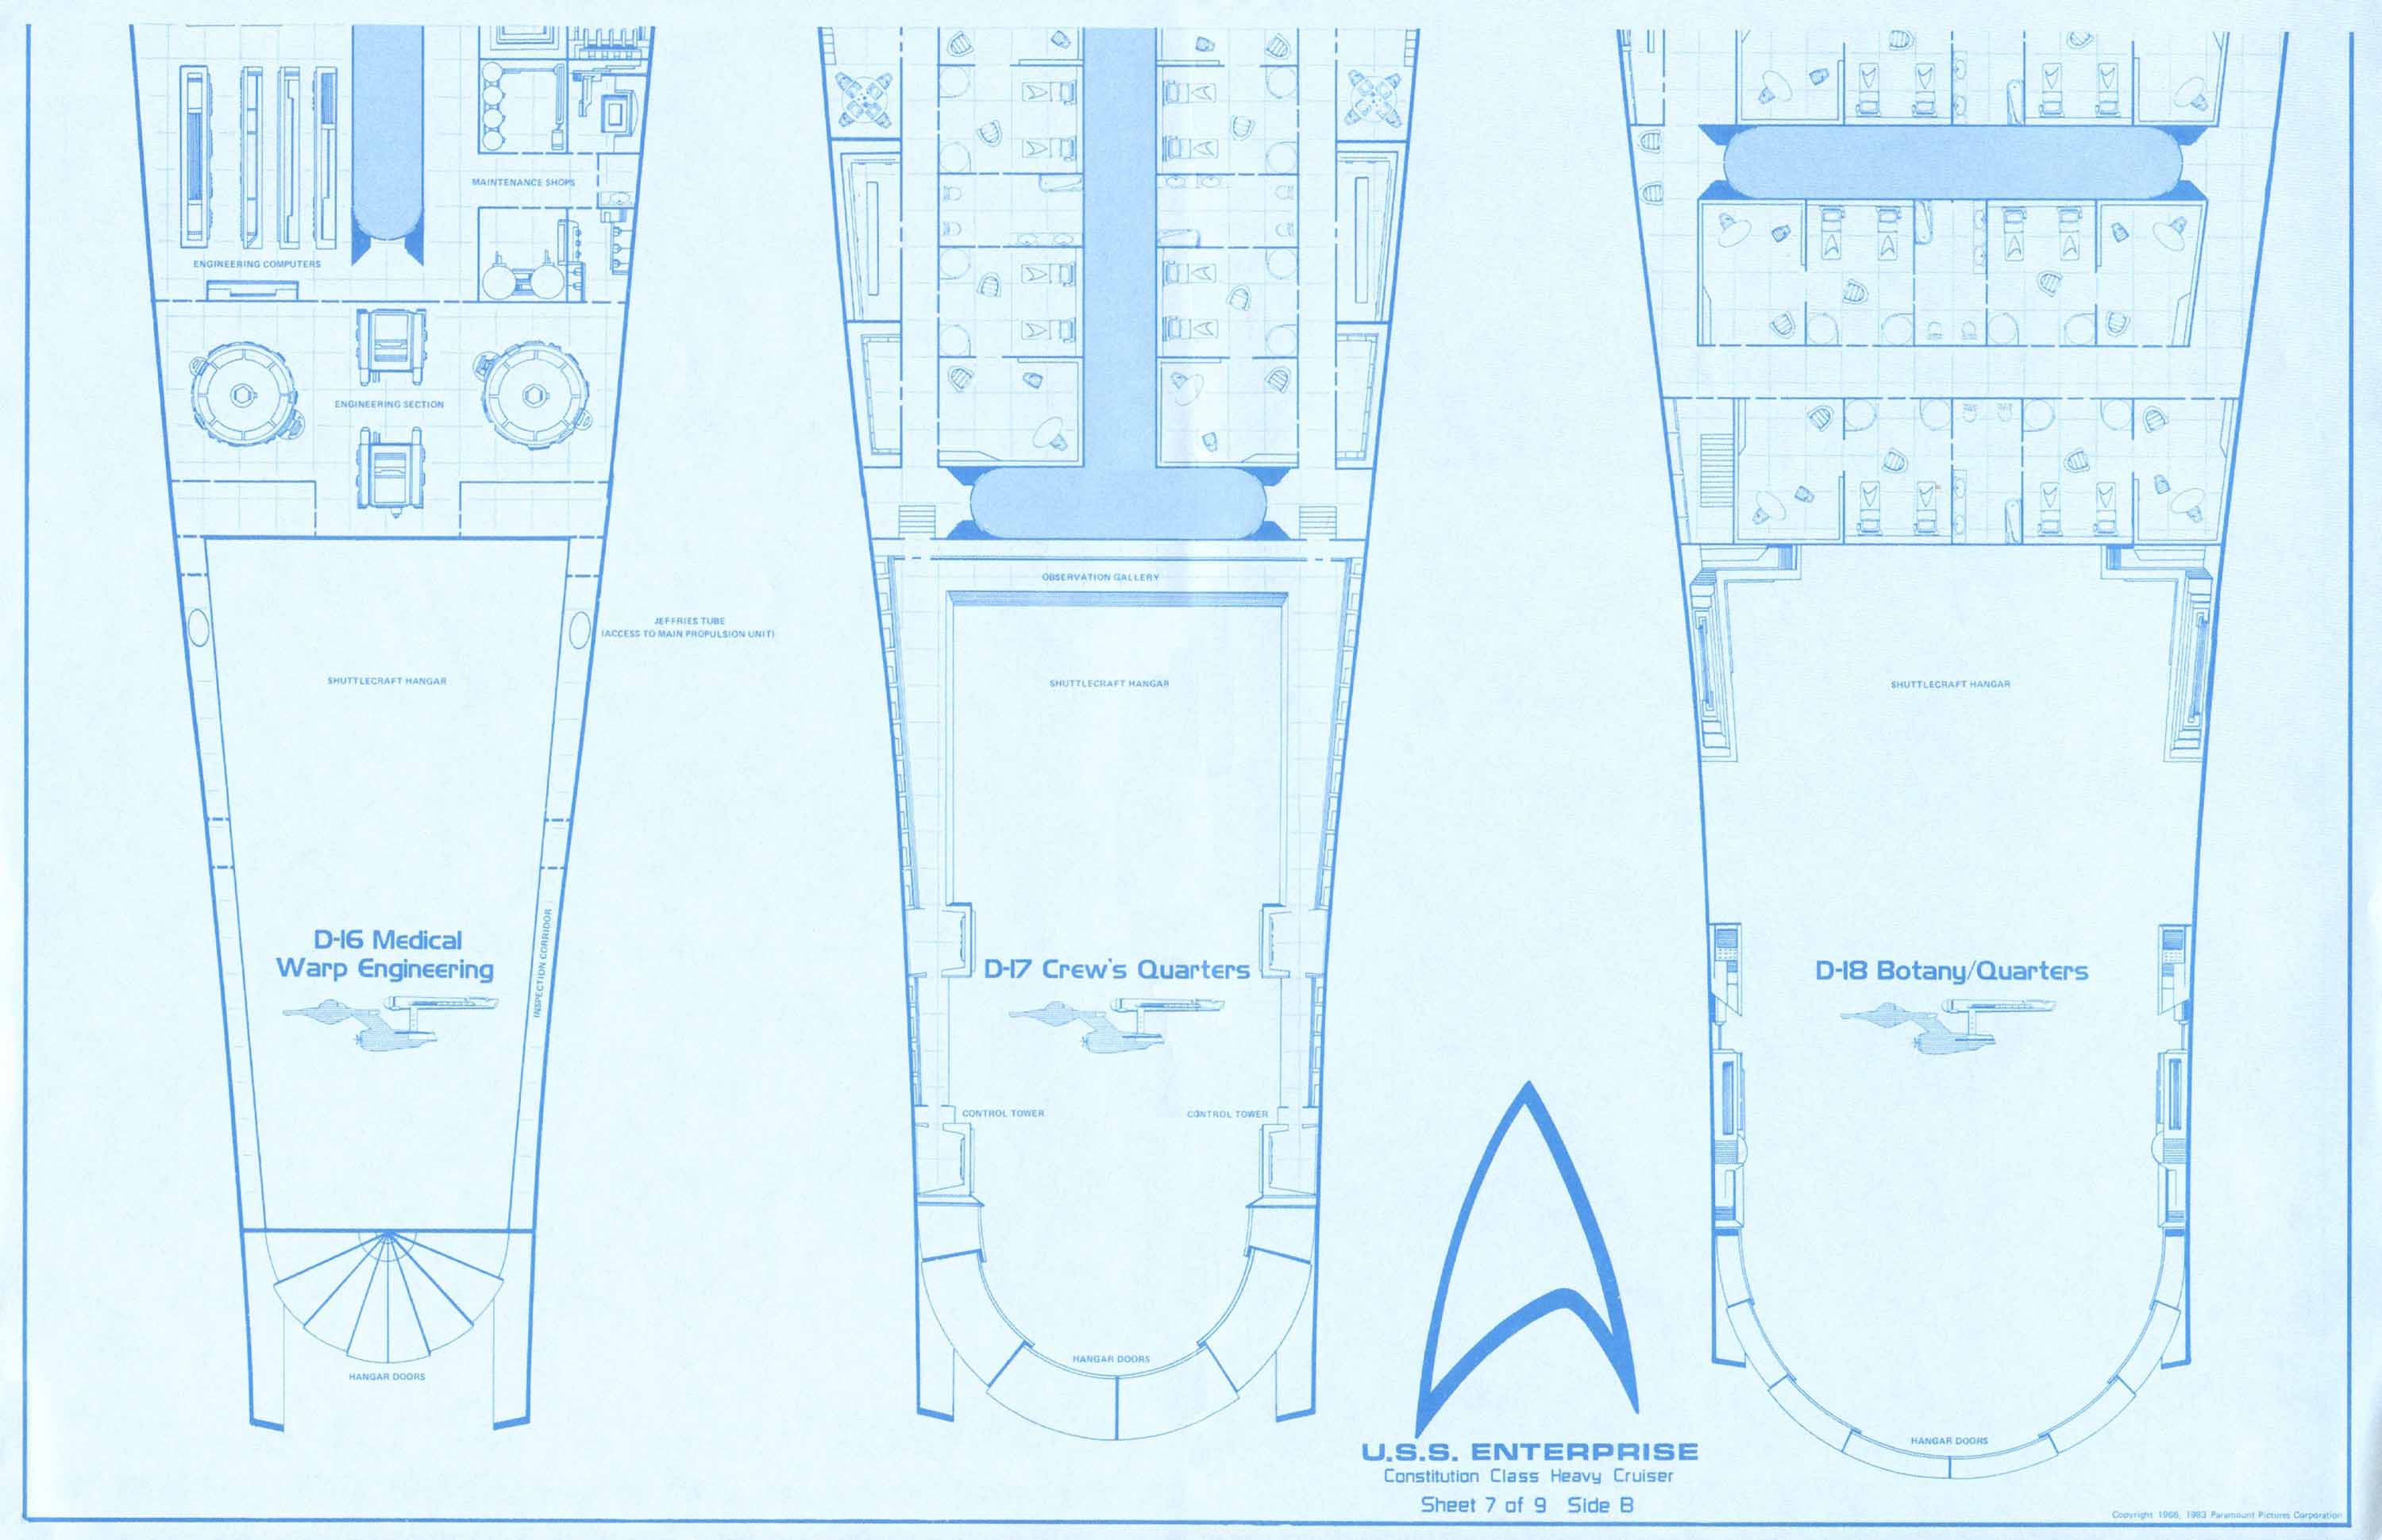 MAINTENANCE SHOPS
ENGINEERING COMPUTERS
ENGINEERING SECTION
JEFFRIES TUBE
(ACCESS TO MAIN PROPULSION UNIT)
SHUTTLECRAFT HANGAR
INSPECTION CORRIDOR
D-16 Medical
Warp Engineering
HANGAR DOORS
OBSERVATION GALLERY
SHUTTLECRAFT HANGAR
D-17 Crew's Quarters
CONTROL TOWER
CONTROL TOWER
HANGAR DOORS
SHUTTLECRAFT HANGAR
D-18 Botany/Quarters
HANGAR DOORS
U.S.S. ENTERPRISE
Constitution Class Heavy Cruiser
Sheet 7 of 9 Side B
Copyright 1966, 1983 Paramount Pictures Corporation